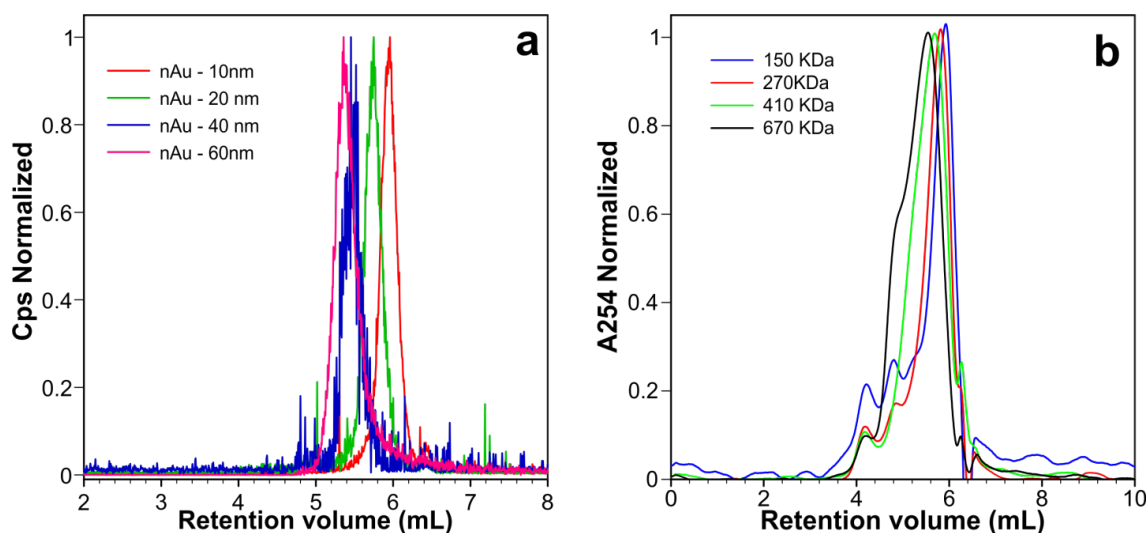 a
nAu - 10nm
nAu - 20 nm
nAu - 40 nm
nAu - 60nm
Cps Normalized
1
0.8
0.6
0.4
0.2
0
2 3 4 5 6 7 8
Retention volume (mL)
b
150 KDa
270KDa
410 KDa
670 KDa
A254 Normalized
1
0.8
0.6
0.4
0.2
0
0 2 4 6 8 10
Retention volume (mL)